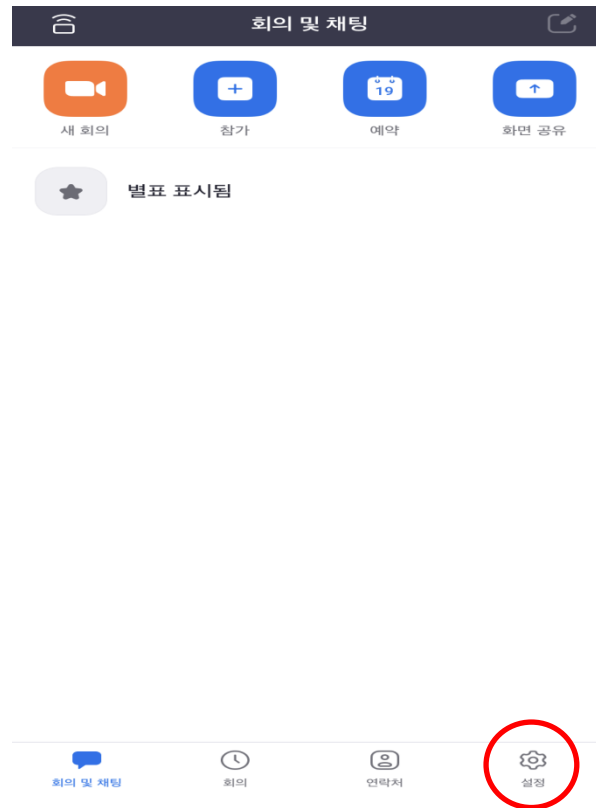 회의 및 채팅
새 회의
참가
19
예약
화면 공유
별표 표시됨
회의 및 채팅
회의
연락처
설정